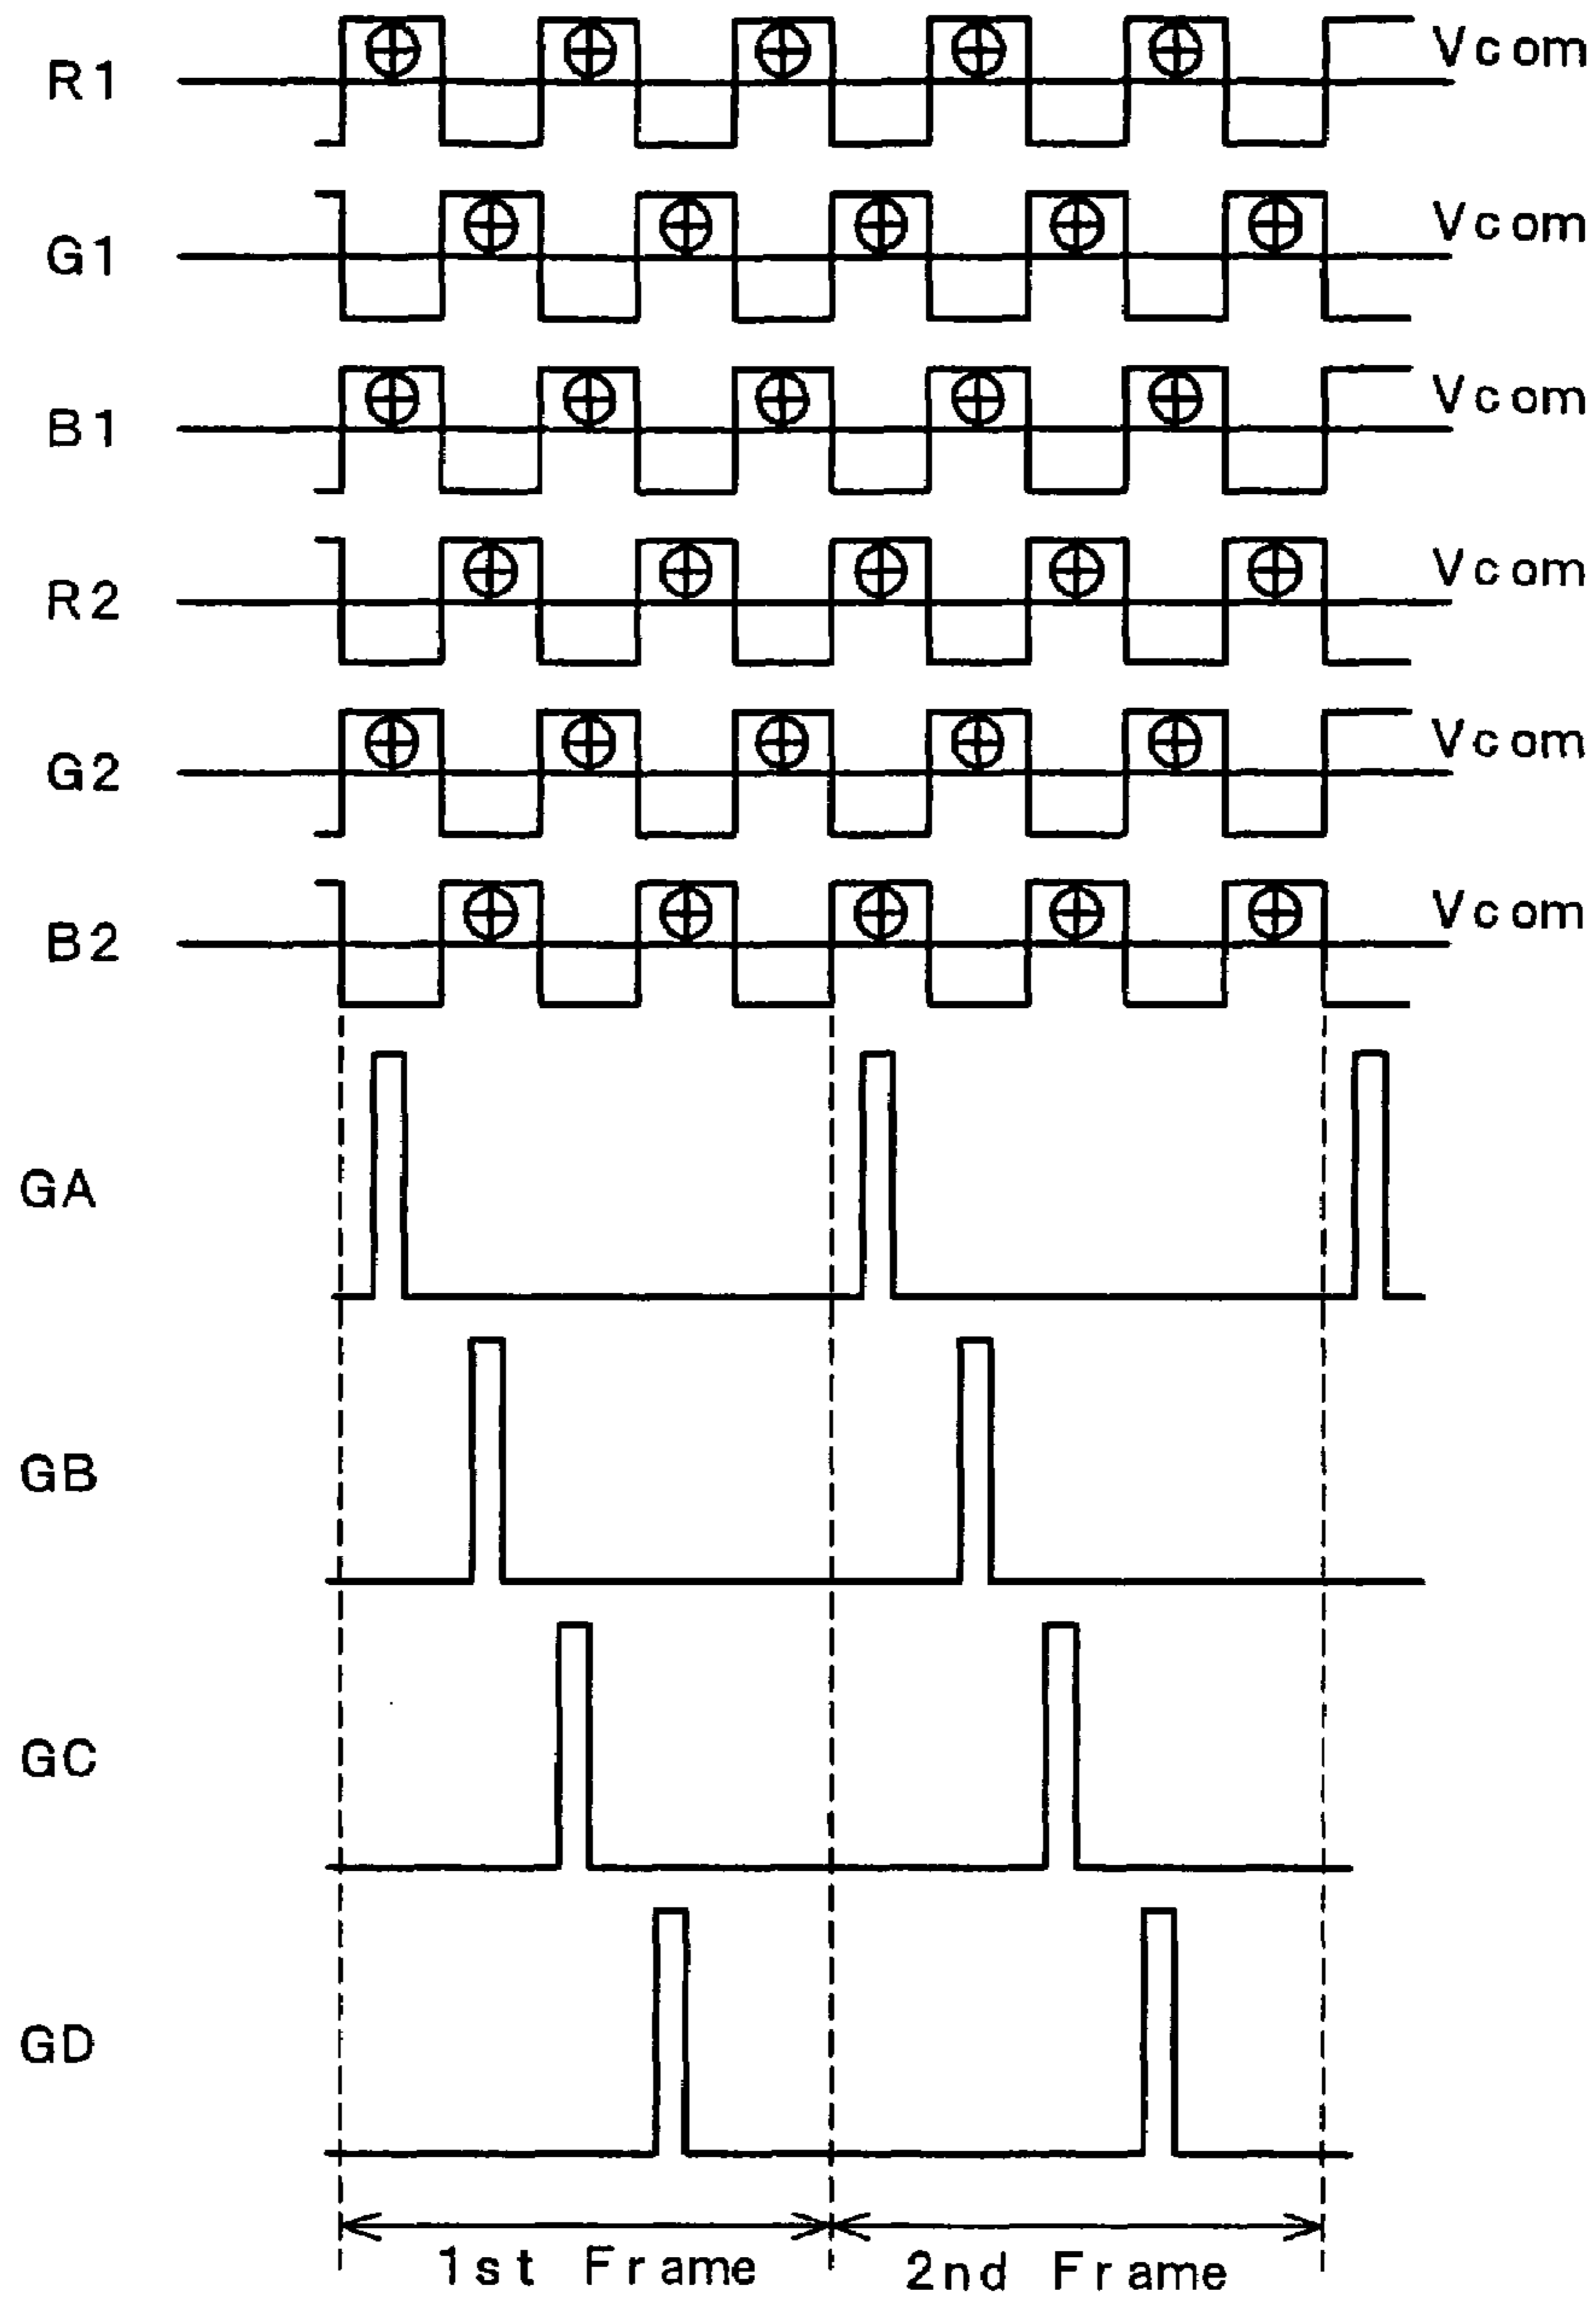 R1 Vcom
G1 Vcom
B1 Vcom
R2 Vcom
G2 Vcom
B2 Vcom
GA
GB
GC
GD
1st Frame 2nd Frame